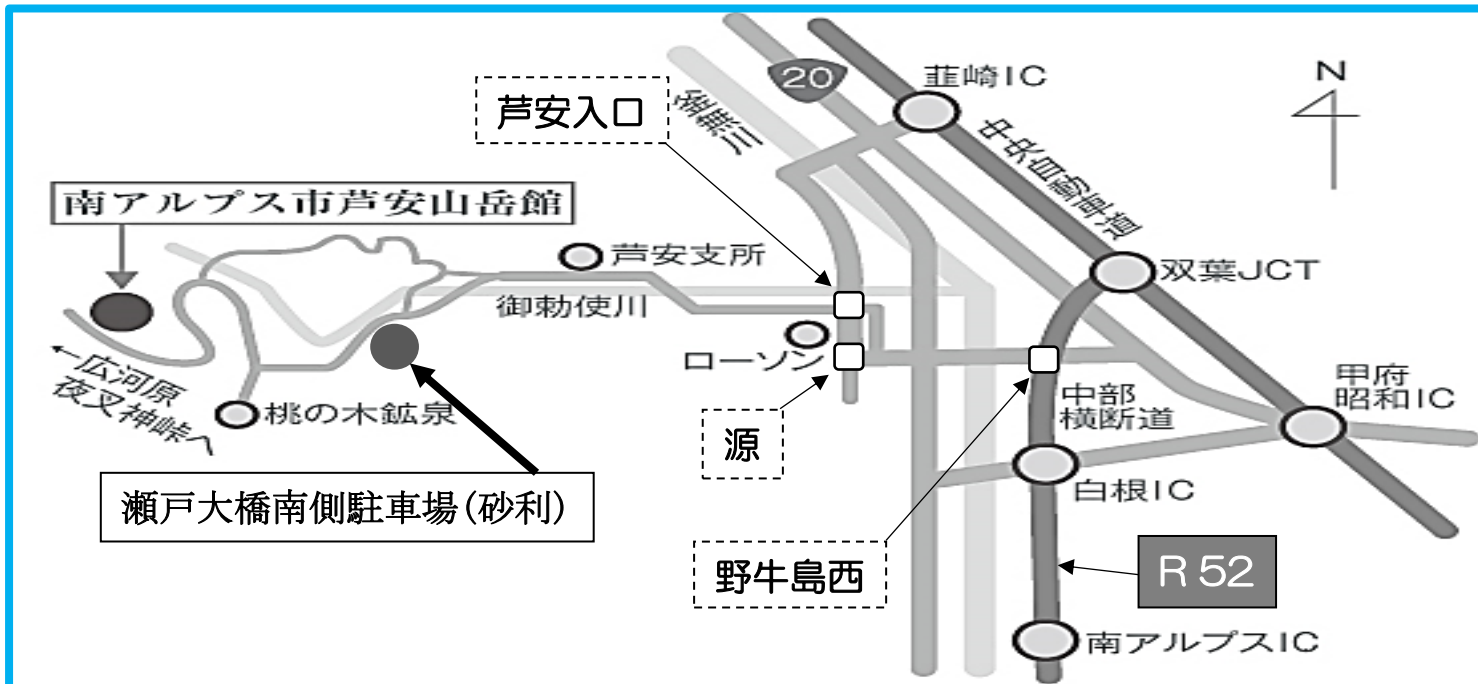 20
韮崎IC
N
芦安入口
釜無川
中央自動車道
南アルプス市芦安山岳館
芦安支所
双葉JCT
御勅使川
ローソン
←広河原
夜叉神峠へ
桃の木鉱泉
中部
横断道
甲府
昭和IC
源
白根IC
瀬戸大橋南側駐車場(砂利)
野牛島西
R52
南アルプスIC